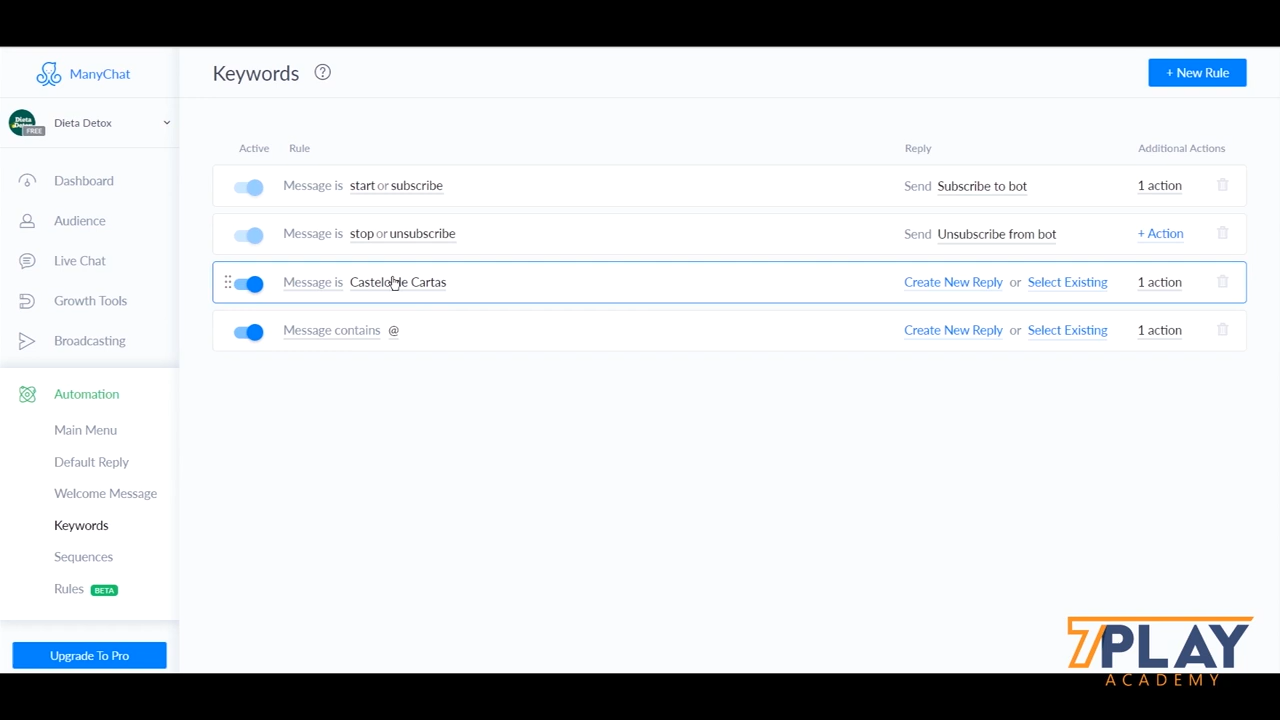 ManyChat
Keywords ?
+ New Rule
Dieta Detox
FREE
Dieta Detox
Dashboard
Audience
Live Chat
Growth Tools
Broadcasting
Automation
Main Menu
Default Reply
Welcome Message
Keywords
Sequences
Rules BETA
Upgrade To Pro
Active Rule Reply Additional Actions
Message is start or subscribe Send Subscribe to bot 1 action
Message is stop or unsubscribe Send Unsubscribe from bot + Action
Message is Castelo de Cartas Create New Reply or Select Existing 1 action
Message contains @ Create New Reply or Select Existing 1 action
7PLAY
ACADEMY